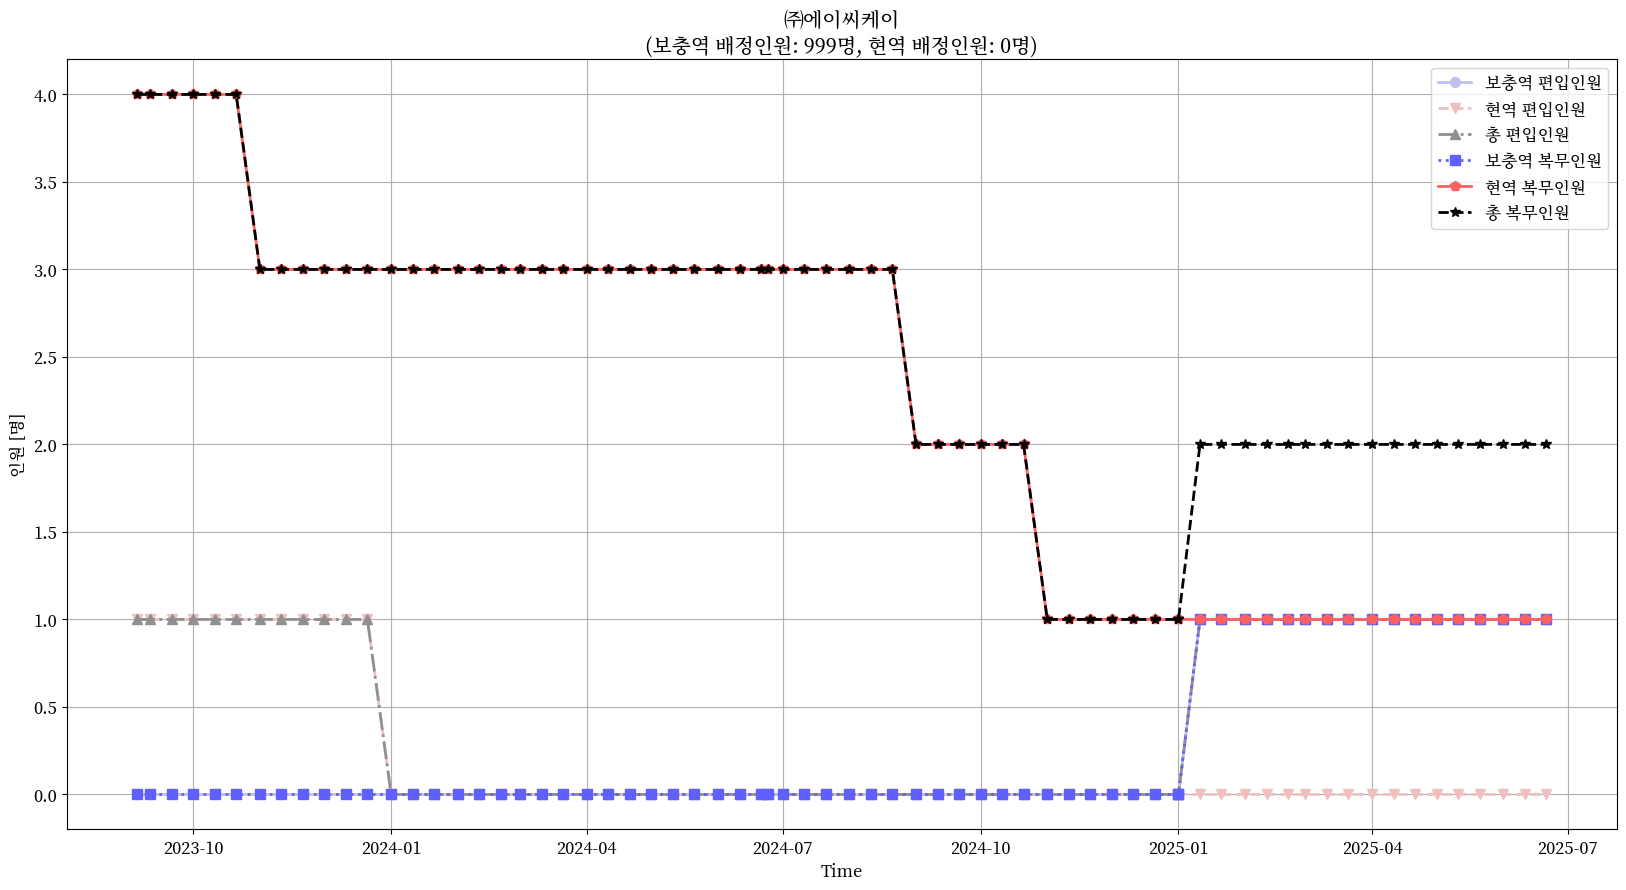 ㈜에이씨케이
(보충역 배정인원: 999명, 현역 배정인원: 0명)
보충역 편입인원
현역 편입인원
총 편입인원
보충역 복무인원
현역 복무인원
총 복무인원
인원 [명]
4.0
3.5
3.0
2.5
2.0
1.5
1.0
0.5
0.0
2023-10
2024-01
2024-04
2024-07
2024-10
2025-01
2025-04
2025-07
Time